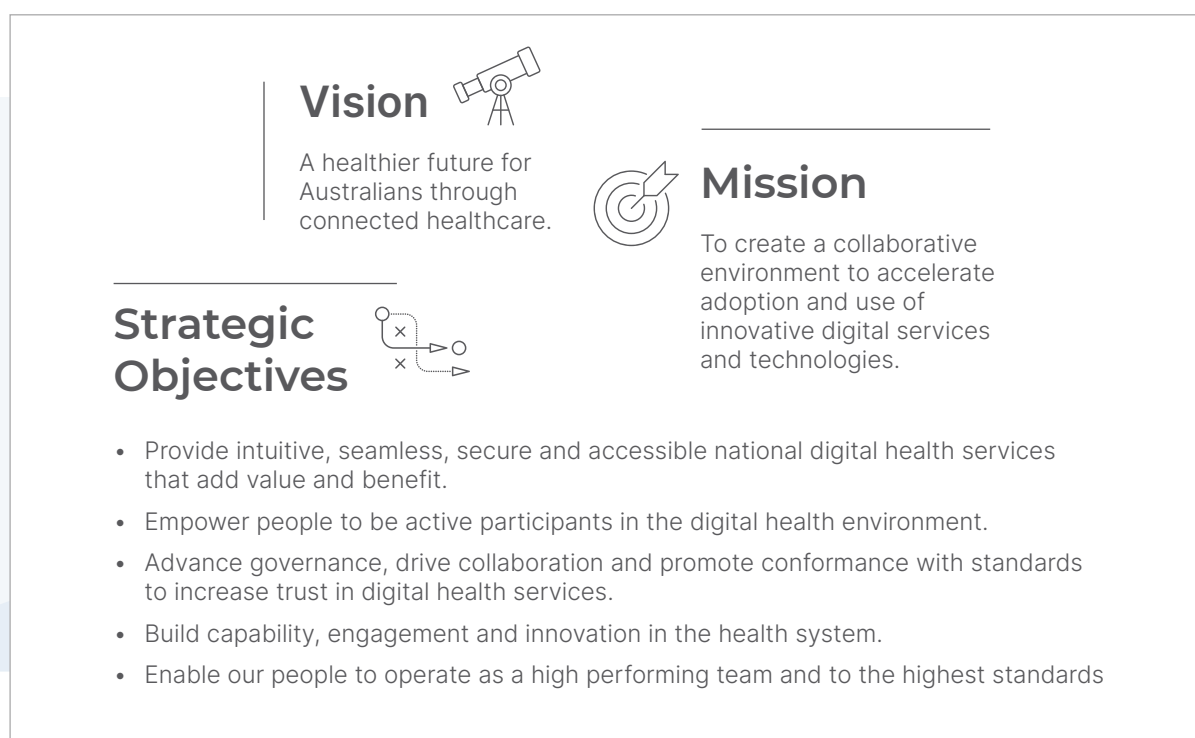 Vision
A healthier future for
Australians through
connected healthcare.
Mission
To create a collaborative
environment to accelerate
adoption and use of
innovative digital services
and technologies.
Strategic
Objectives
• Provide intuitive, seamless, secure and accessible national digital health services
that add value and benefit.
• Empower people to be active participants in the digital health environment.
• Advance governance, drive collaboration and promote conformance with standards
to increase trust in digital health services.
• Build capability, engagement and innovation in the health system.
• Enable our people to operate as a high performing team and to the highest standards